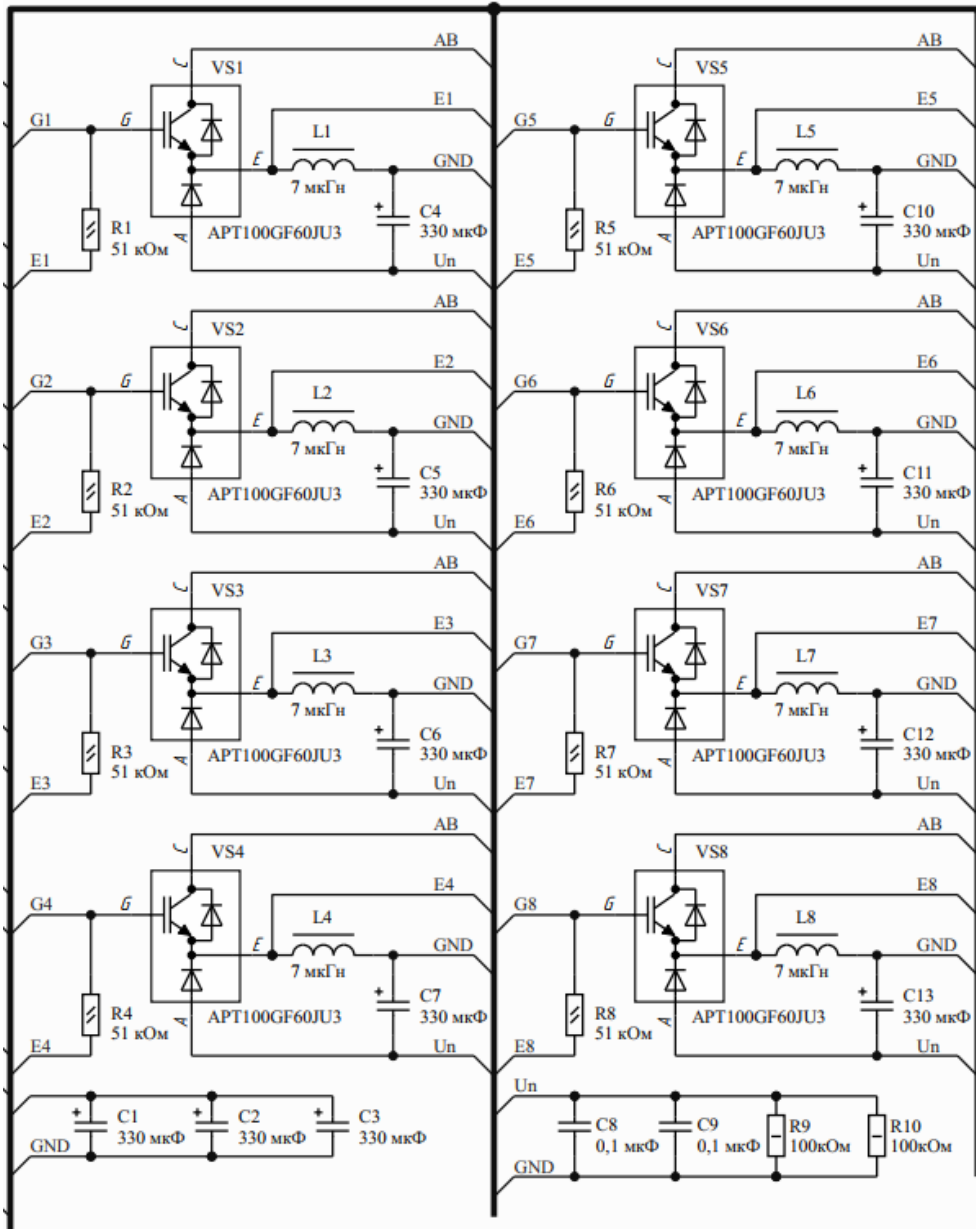 AB
C VS1
E1
G1 G L1
E GND
7 мкГн
+ C4
R1 330 мкФ
51 кОм
A APT100GF60JU3
E1 Un
AB
C VS2
E2
G2 G L2
E GND
7 мкГн
+ C5
R2 330 мкФ
51 кОм
A APT100GF60JU3
E2 Un
AB
C VS3
E3
G3 G L3
E GND
7 мкГн
+ C6
R3 330 мкФ
51 кОм
A APT100GF60JU3
E3 Un
AB
C VS4
E4
G4 G L4
E GND
7 мкГн
+ C7
R4 330 мкФ
51 кОм
A APT100GF60JU3
E4 Un
+ C1 + C2 + C3
330 мкФ 330 мкФ 330 мкФ
GND
AB
C VS5
E5
G5 G L5
E GND
7 мкГн
+ C10
R5 330 мкФ
51 кОм
A APT100GF60JU3
E5 Un
AB
C VS6
E6
G6 G L6
E GND
7 мкГн
+ C11
R6 330 мкФ
51 кОм
A APT100GF60JU3
E6 Un
AB
C VS7
E7
G7 G L7
E GND
7 мкГн
+ C12
R7 330 мкФ
51 кОм
A APT100GF60JU3
E7 Un
AB
C VS8
E8
G8 G L8
E GND
7 мкГн
+ C13
R8 330 мкФ
51 кОм
A APT100GF60JU3
E8 Un
Un
C8 C9 R9 R10
0,1 мкФ 0,1 мкФ 100кОм 100кОм
GND